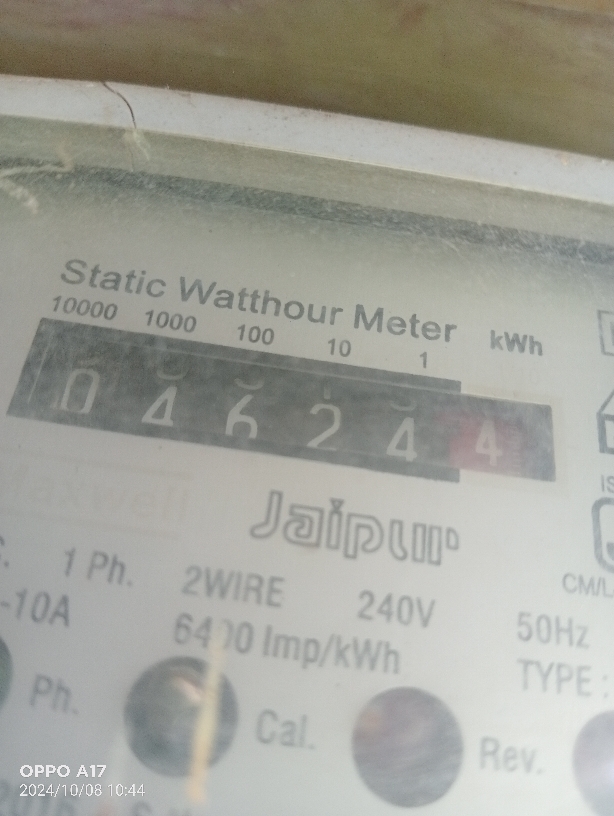 Static Watthour Meter
10000 1000 100 10 1 kWh
0 4 6 2 4 4
Jaipur
1 Ph. 2WIRE 240V 50Hz
-10A 6400 Imp/kWh TYPE :
Ph. Cal. Rev.
CM/L
OPPO A17
2024/10/08 10:44